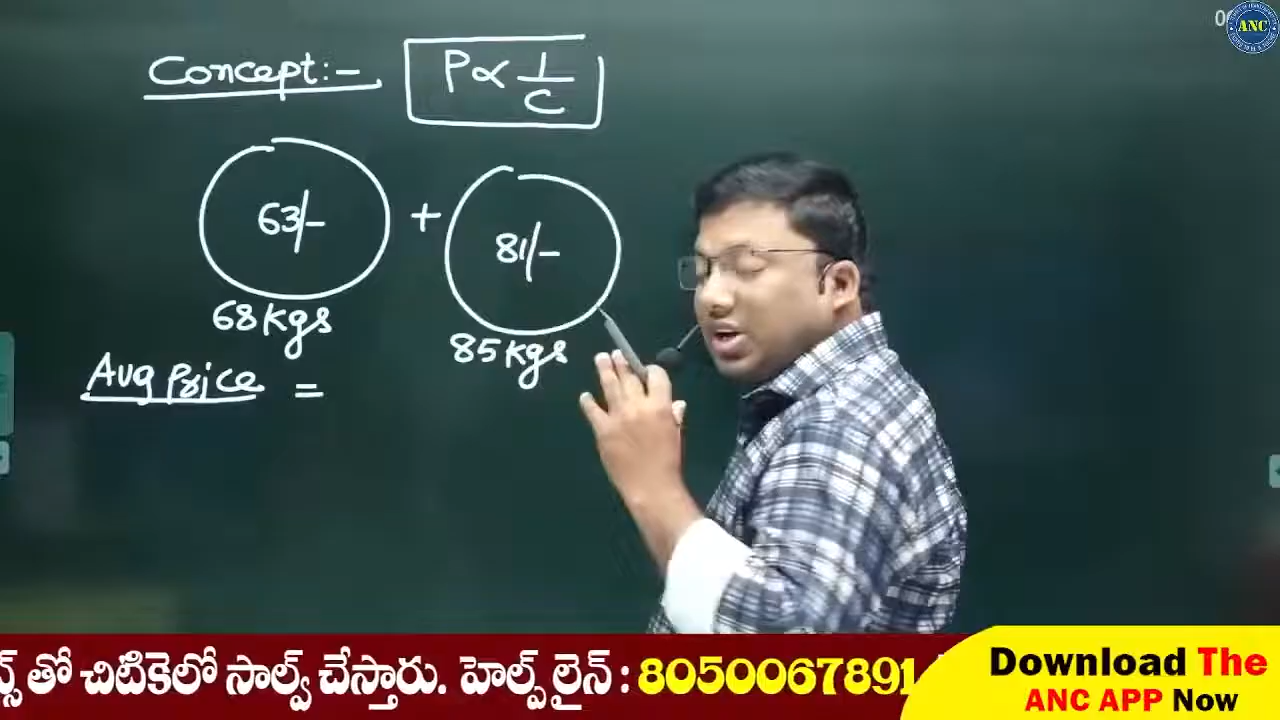 Concept:- P∝ 1/C
63/- + 81/-
68kgs
85kgs
Avg Price =
ANC
తో చిటికెలో సాల్వ్ చేస్తారు. హెల్ప్ లైన్ : 8050067891
Download The
ANC APP Now